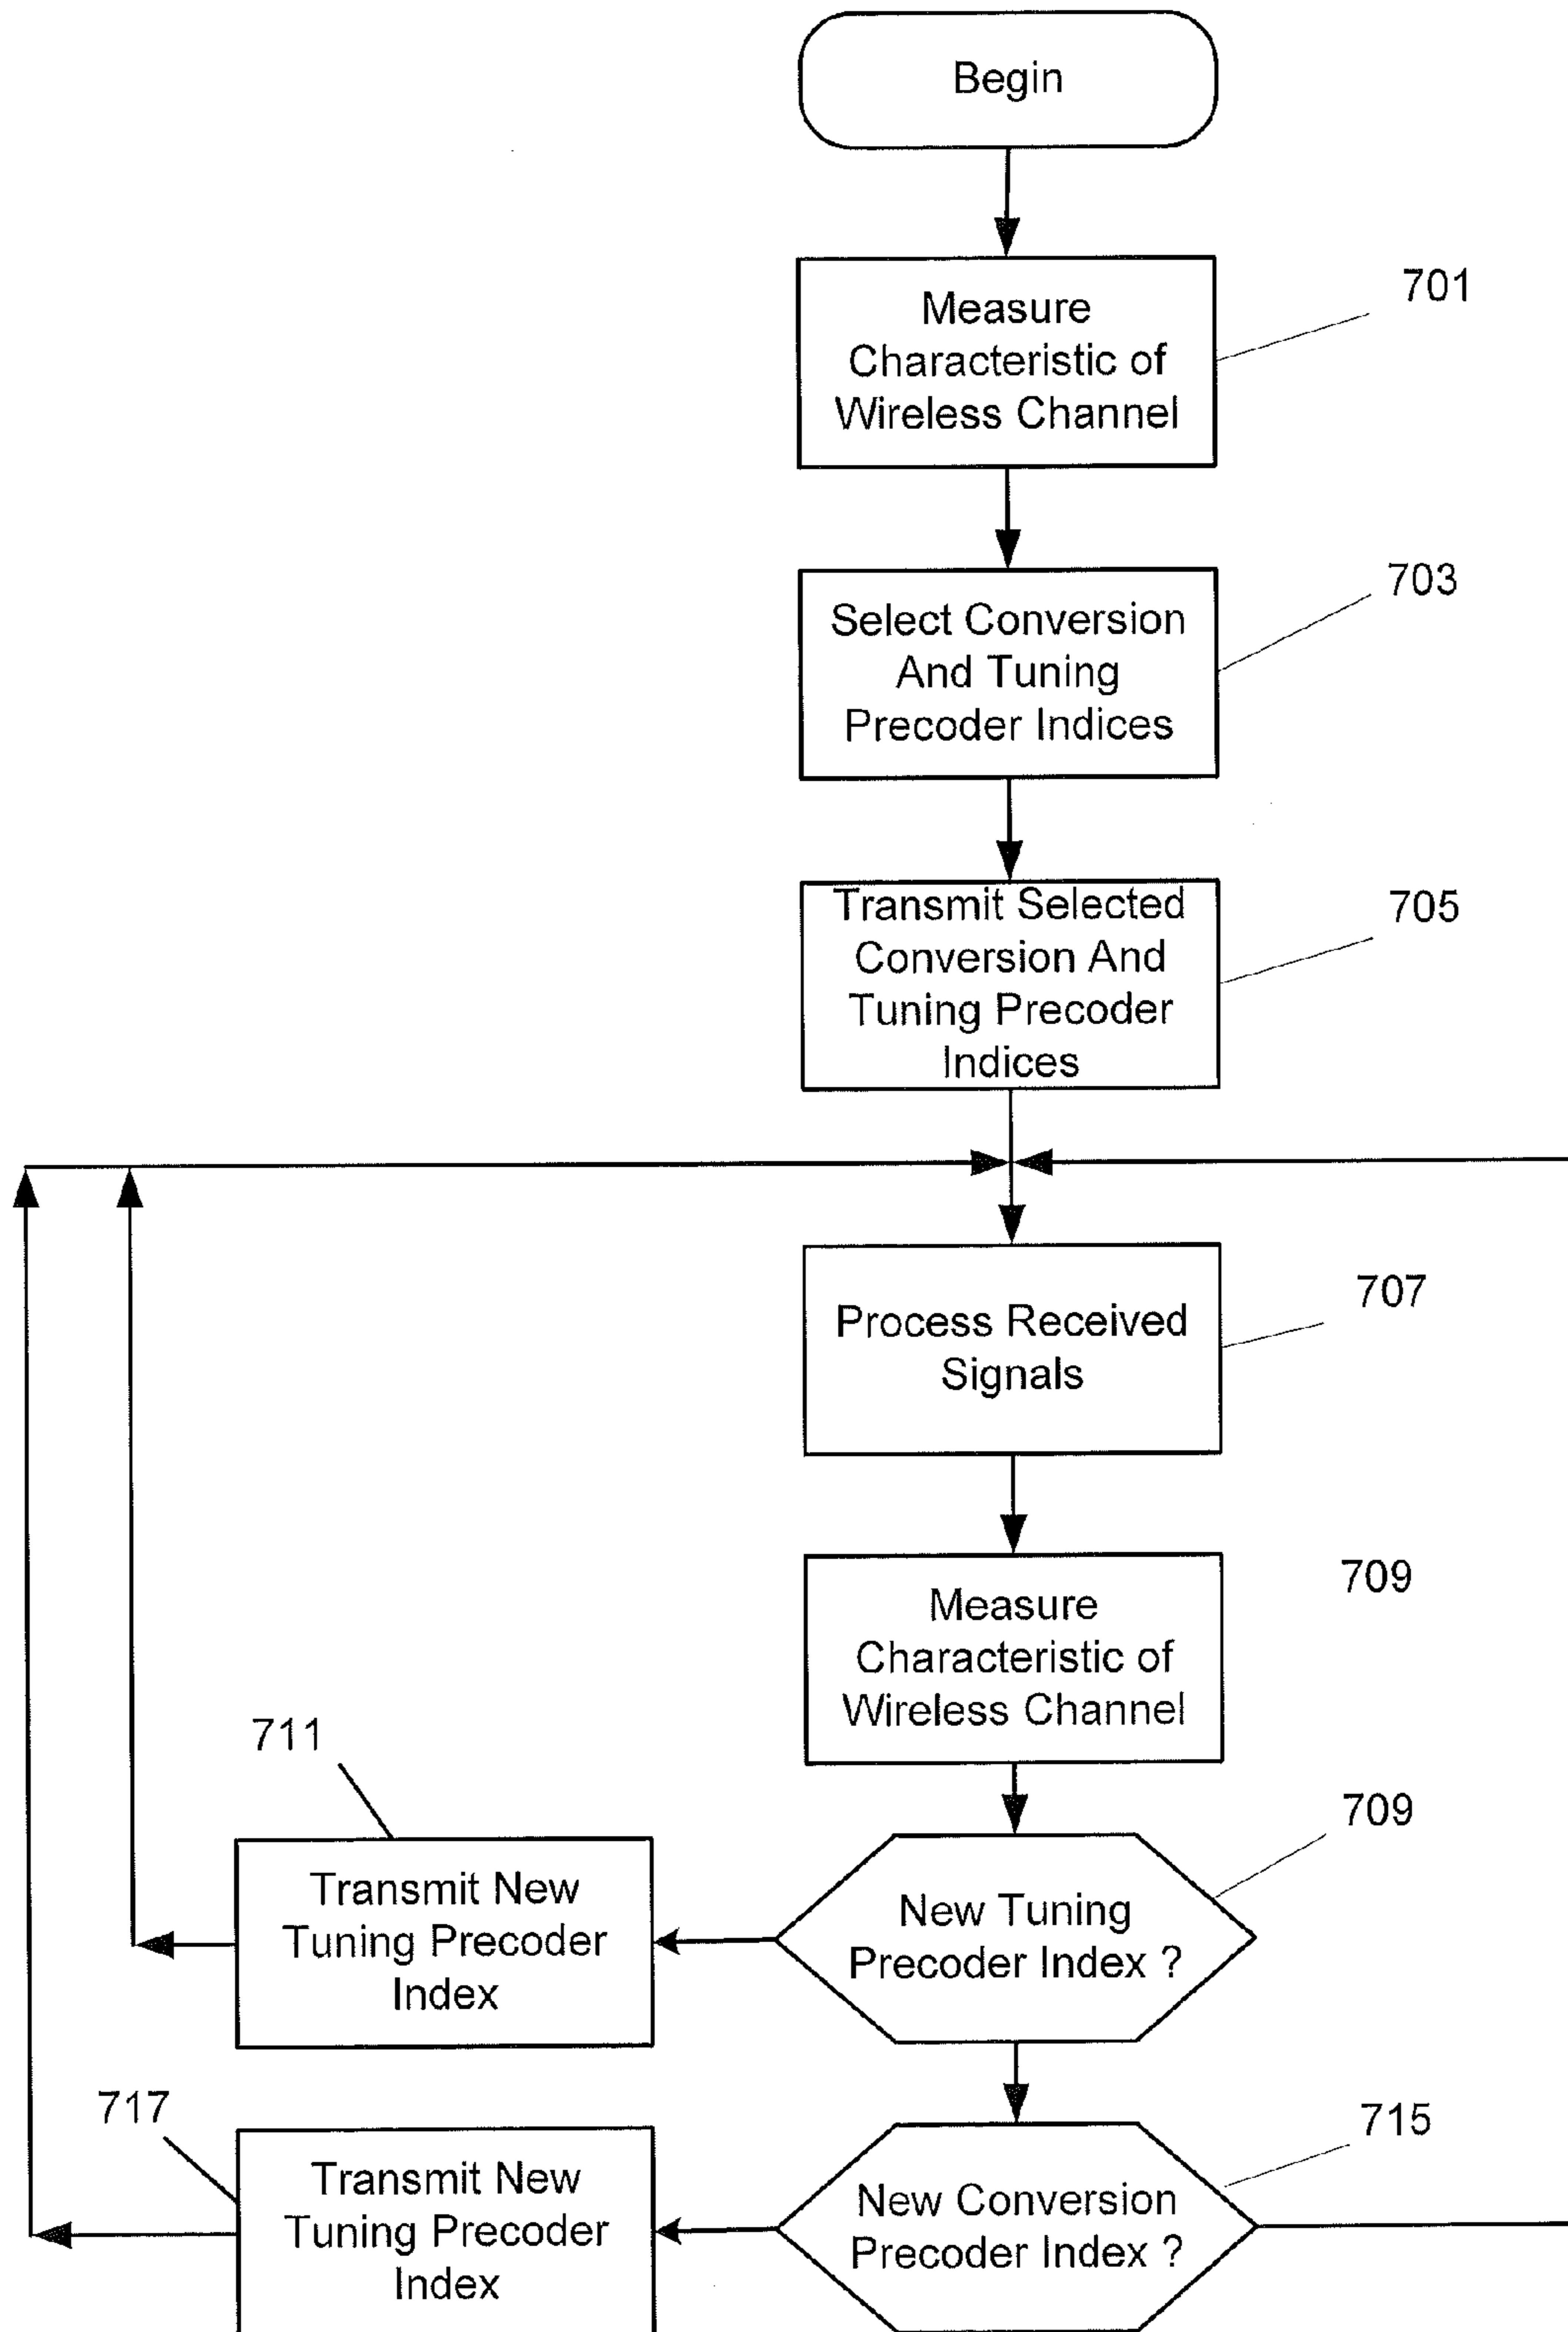 Begin
Measure
Characteristic of
Wireless Channel
701
Select Conversion
And Tuning
Precoder Indices
703
Transmit Selected
Conversion And
Tuning Precoder
Indices
705
Process Received
Signals
707
Measure
Characteristic of
Wireless Channel
709
711
Transmit New
Tuning Precoder
Index
New Tuning
Precoder Index ?
709
717
Transmit New
Tuning Precoder
Index
New Conversion
Precoder Index ?
715